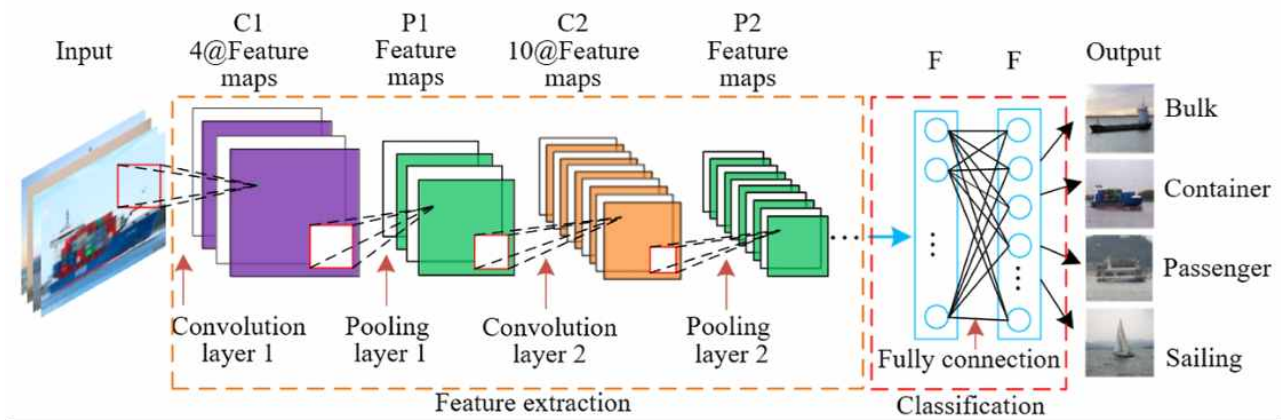 Input
C1
4@Feature
maps
P1
Feature
maps
C2
10@Feature
maps
P2
Feature
maps
F
F
Output
Bulk
Container
Passenger
Sailing
Convolution
layer 1
Pooling
layer 1
Convolution
layer 2
Pooling
layer 2
Fully connection
Feature extraction
Classification